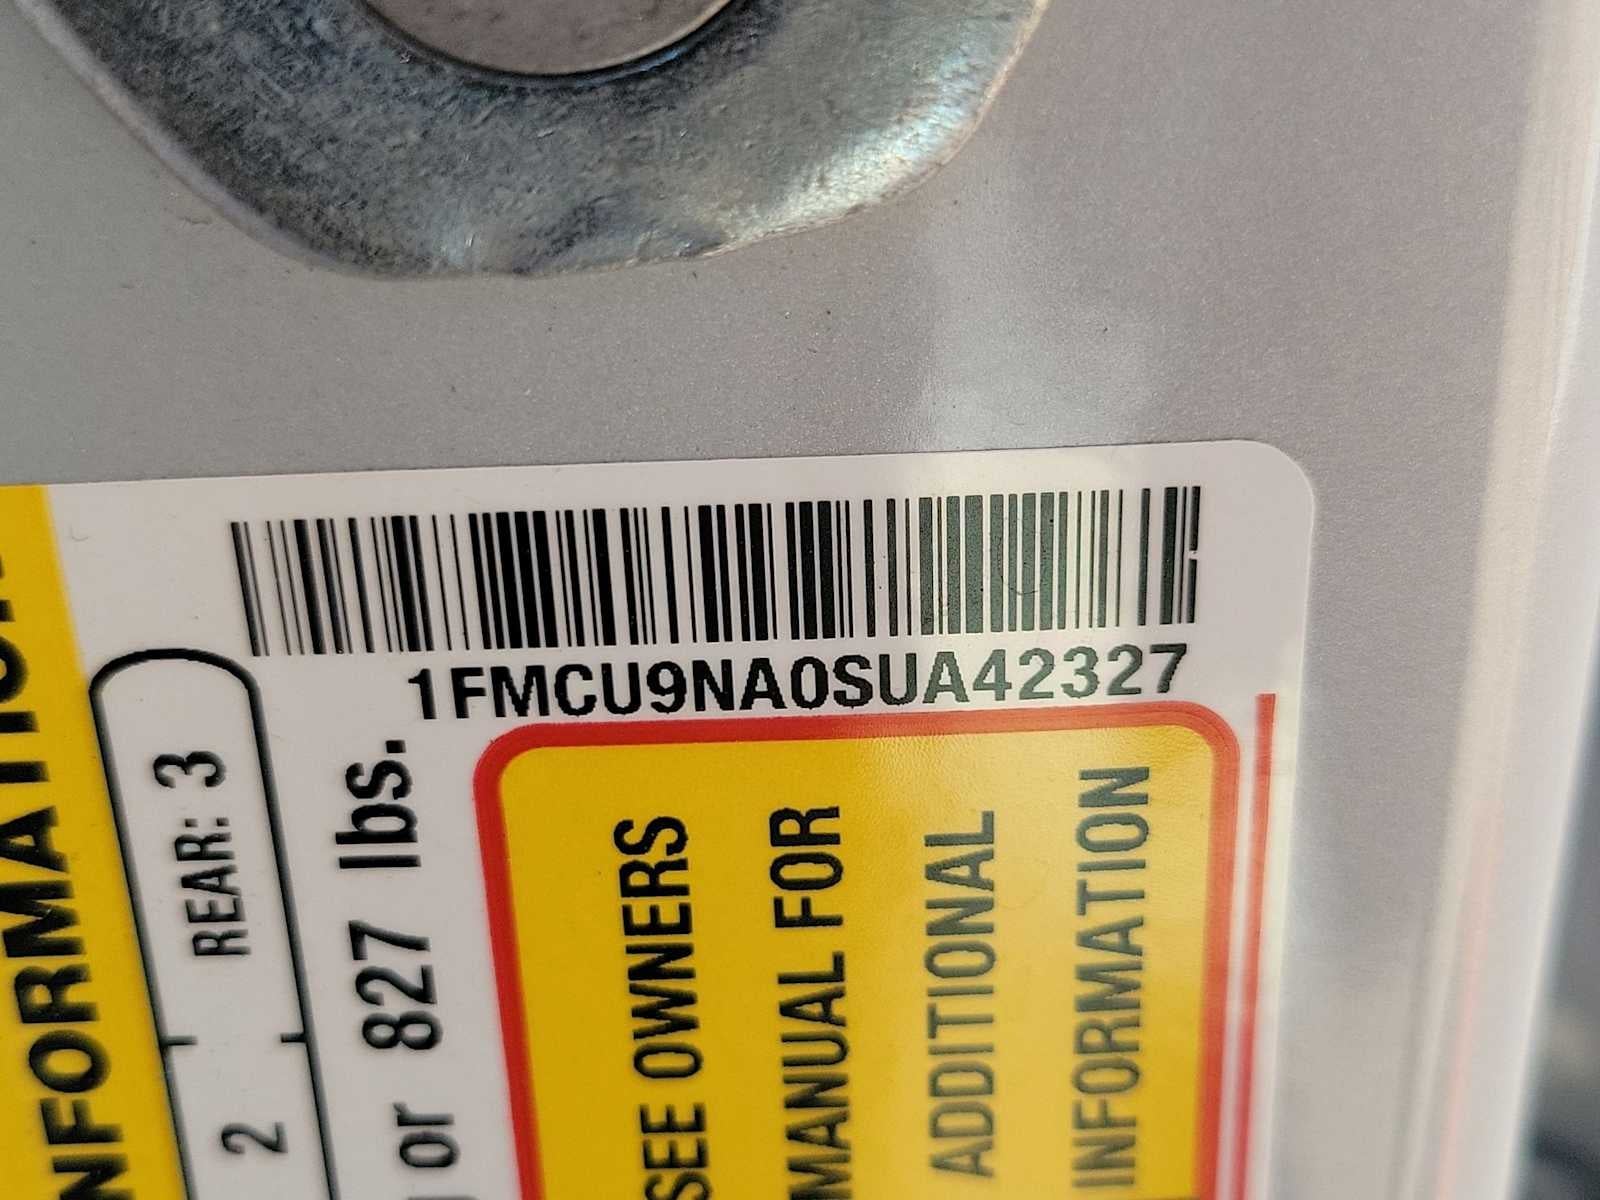 1FMCU9NA0SUA42327
INFORMATION
REAR: 3
2
or 827 lbs.
SEE OWNERS
MANUAL FOR
ADDITIONAL
INFORMATION